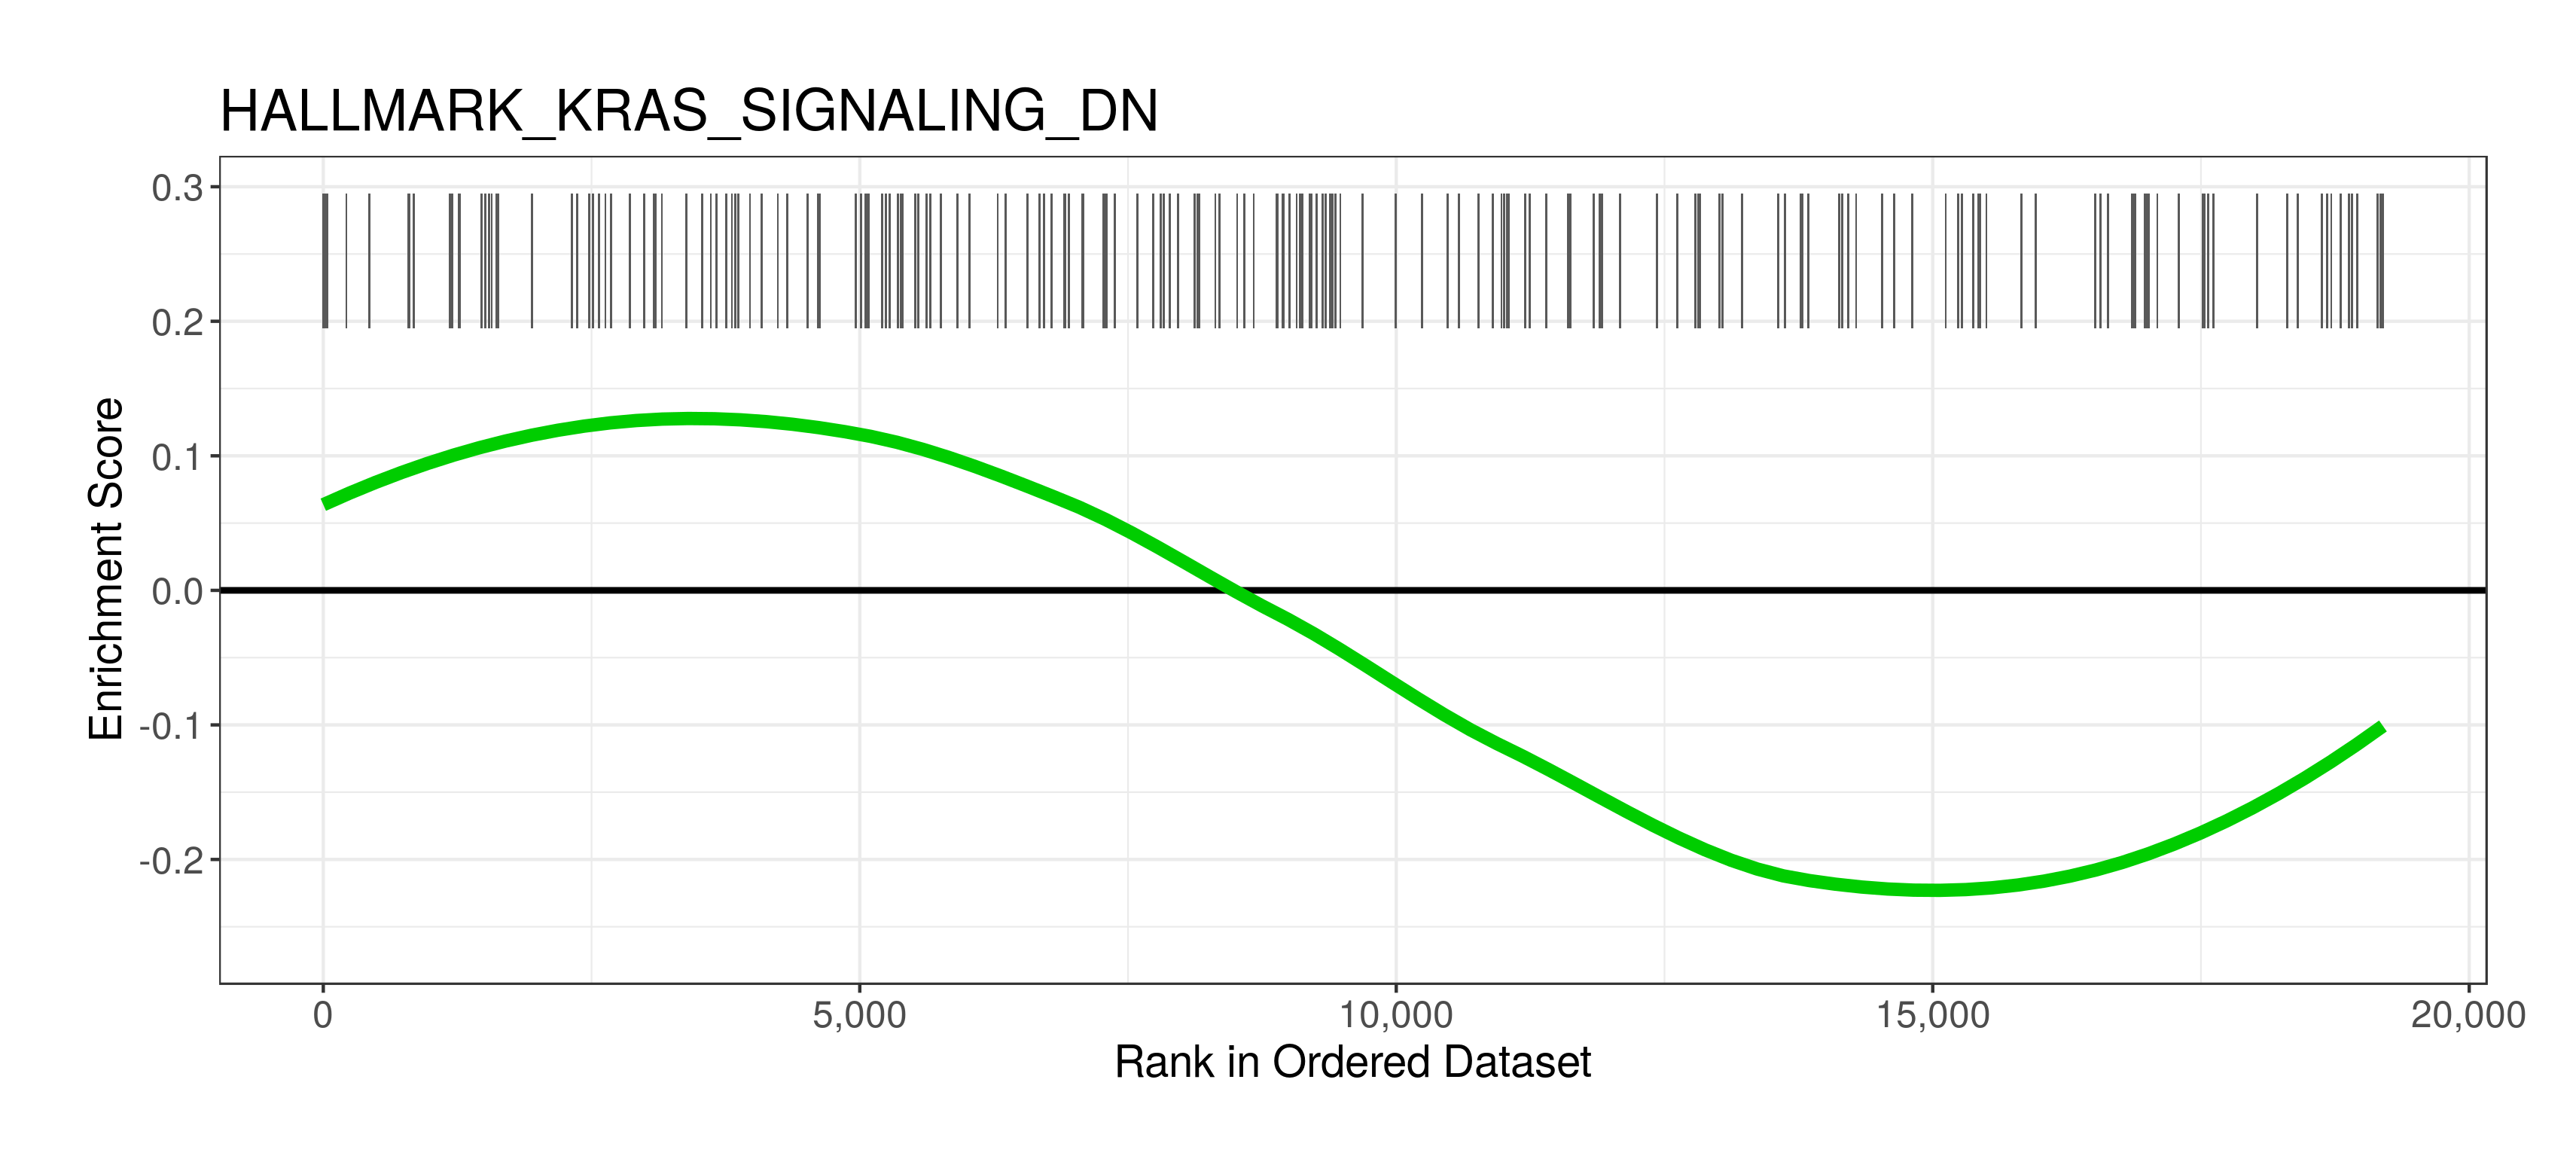 HALLMARK_KRAS_SIGNALING_DN
0.3
0.2
0.1
0.0
-0.1
-0.2
Enrichment Score
0 5,000 10,000 15,000 20,000
Rank in Ordered Dataset